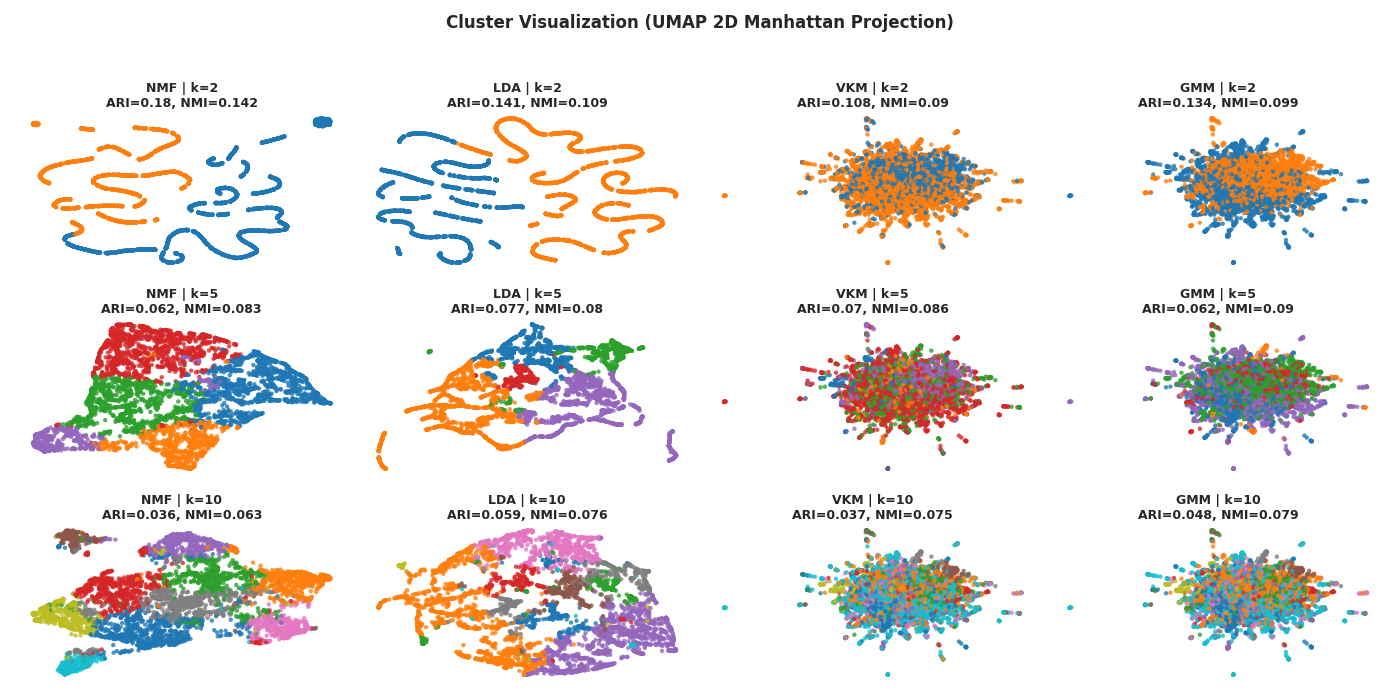 Cluster Visualization (UMAP 2D Manhattan Projection)
NMF | k=2
ARI=0.18, NMI=0.142
LDA | k=2
ARI=0.141, NMI=0.109
VKM | k=2
ARI=0.108, NMI=0.09
GMM | k=2
ARI=0.134, NMI=0.099
NMF | k=5
ARI=0.062, NMI=0.083
LDA | k=5
ARI=0.077, NMI=0.08
VKM | k=5
ARI=0.07, NMI=0.086
GMM | k=5
ARI=0.062, NMI=0.09
NMF | k=10
ARI=0.036, NMI=0.063
LDA | k=10
ARI=0.059, NMI=0.076
VKM | k=10
ARI=0.037, NMI=0.075
GMM | k=10
ARI=0.048, NMI=0.079